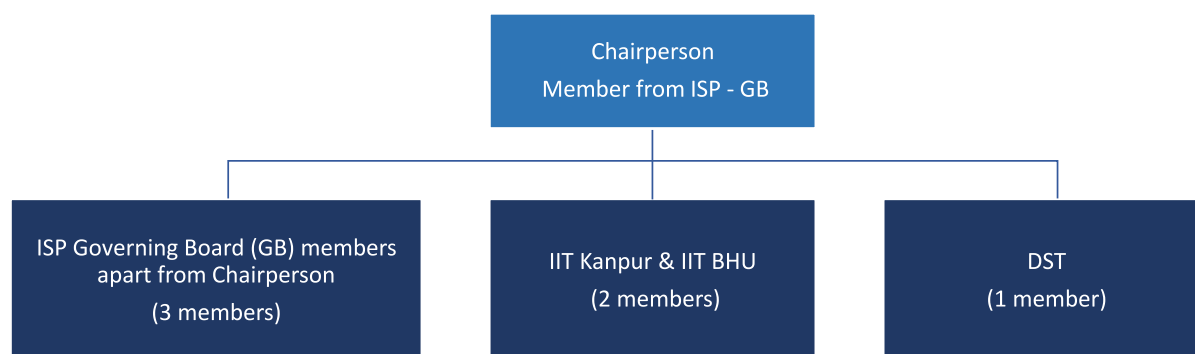 Chairperson
Member from ISP - GB
ISP Governing Board (GB) members
apart from Chairperson
(3 members)
IIT Kanpur & IIT BHU
(2 members)
DST
(1 member)